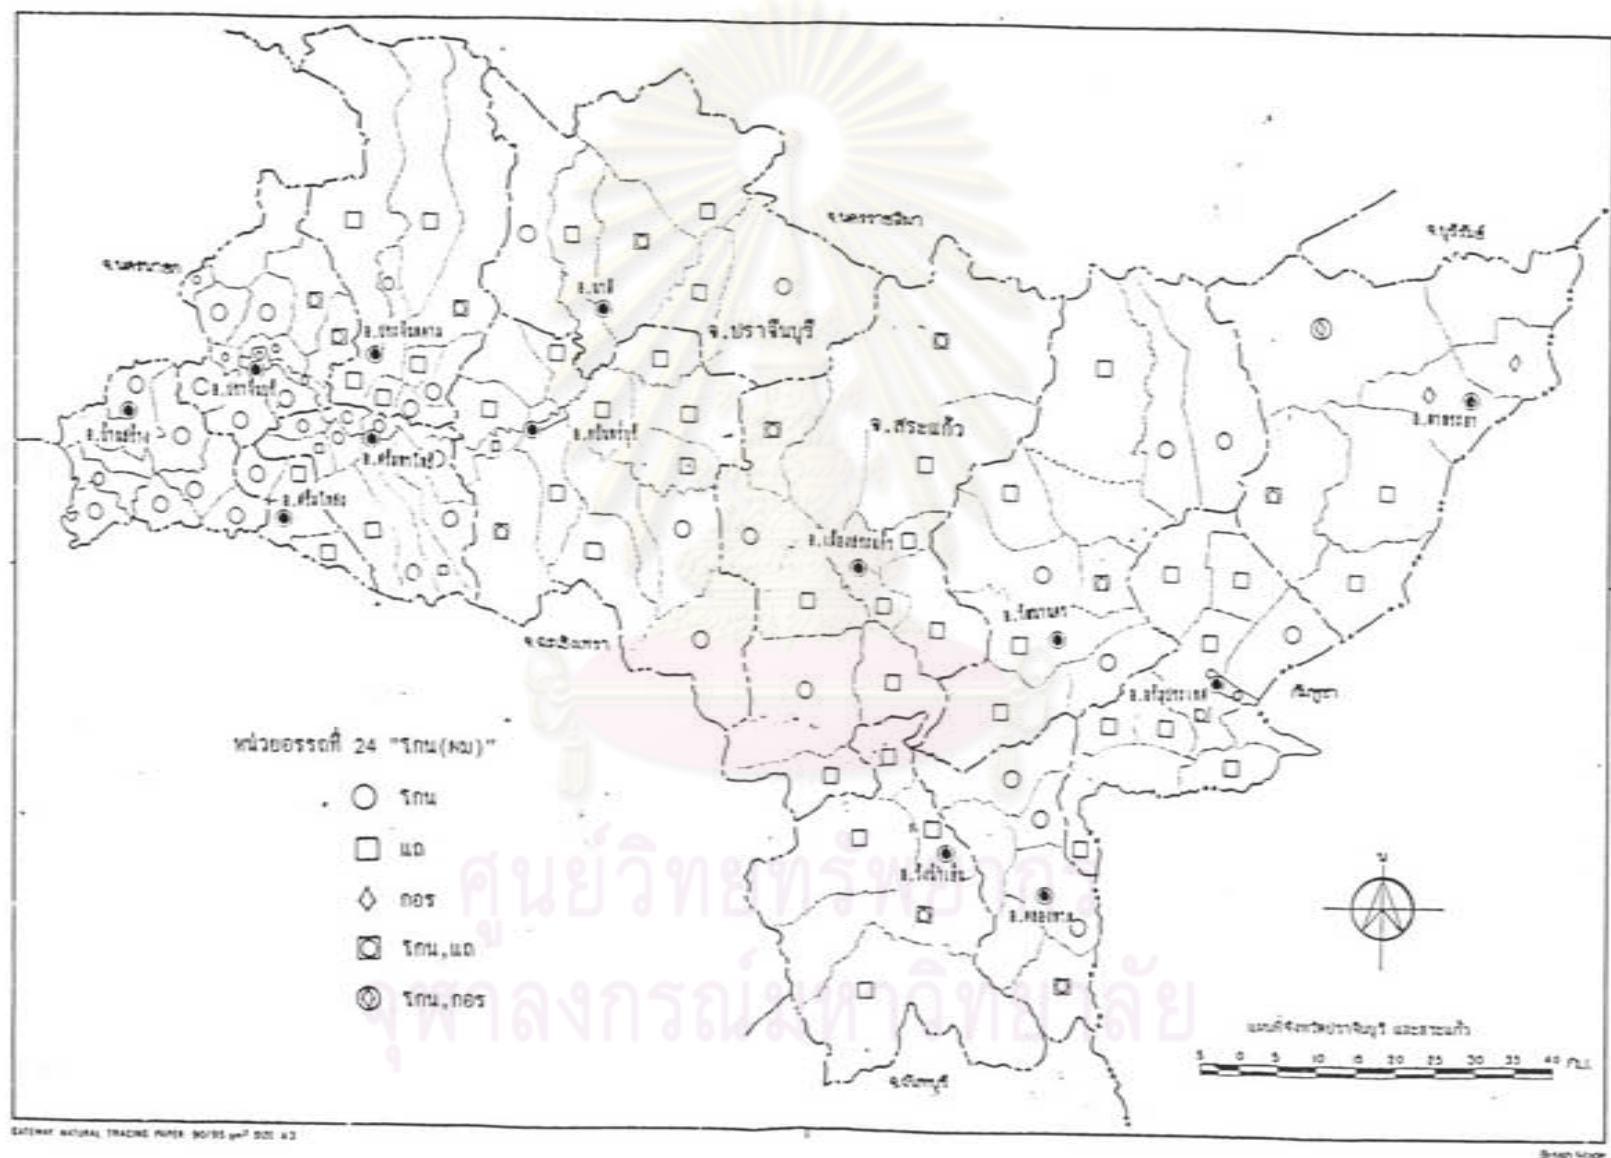 จ.นครราชสีมา
จ.บุรีรัมย์
จ.นครนายก
อ.นาดี
อ.ประจันตคาม
จ.ปราจีนบุรี
อ.ปราจีนบุรี
อ.ตาพระยา
อ.บ้านสร้าง
อ.กบินทร์บุรี
จ.สระแก้ว
อ.ศรีมหาโพธิ
อ.ศรีมโหสถ
อ.เมืองสระแก้ว
อ.วัฒนานคร
จ.ฉะเชิงเทรา
อ.อรัญประเทศ
กัมพูชา
หน่วยอรรถที่ 24 "โกน(ผม)"
โกน
แถ
กอร
โกน,แถ
โกน,กอร
อ.วังน้ำเย็น
อ.คลองหาด
น
ศูนย์วิทยทรัพยากร
จุฬาลงกรณ์มหาวิทยาลัย
แผนที่จังหวัดปราจีนบุรี และสระแก้ว
5 0 5 10 15 20 25 30 35 40 กม.
จ.จันทบุรี
GATEWAY NATURAL TRACING PAPER 90/95 gm² SIZE A3